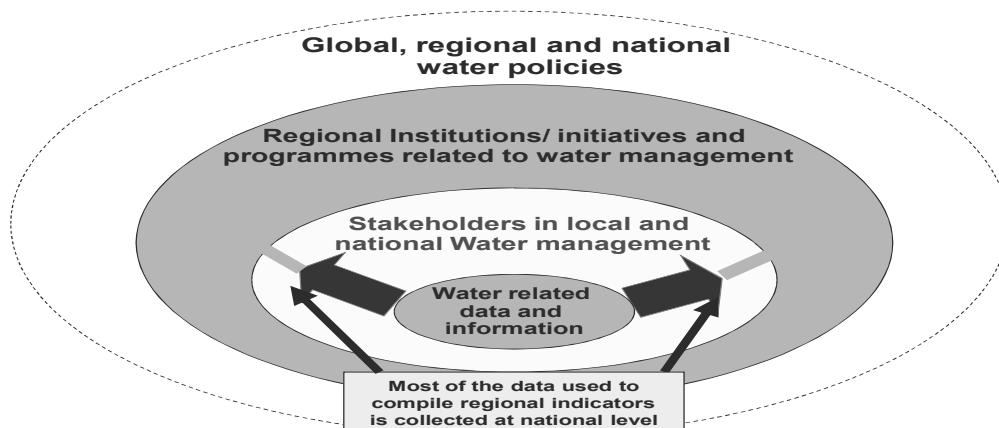 Global, regional and national
water policies
Regional Institutions/ initiatives and
programmes related to water management
Stakeholders in local and
national Water management
Water related
data and
information
Most of the data used to
compile regional indicators
is collected at national level